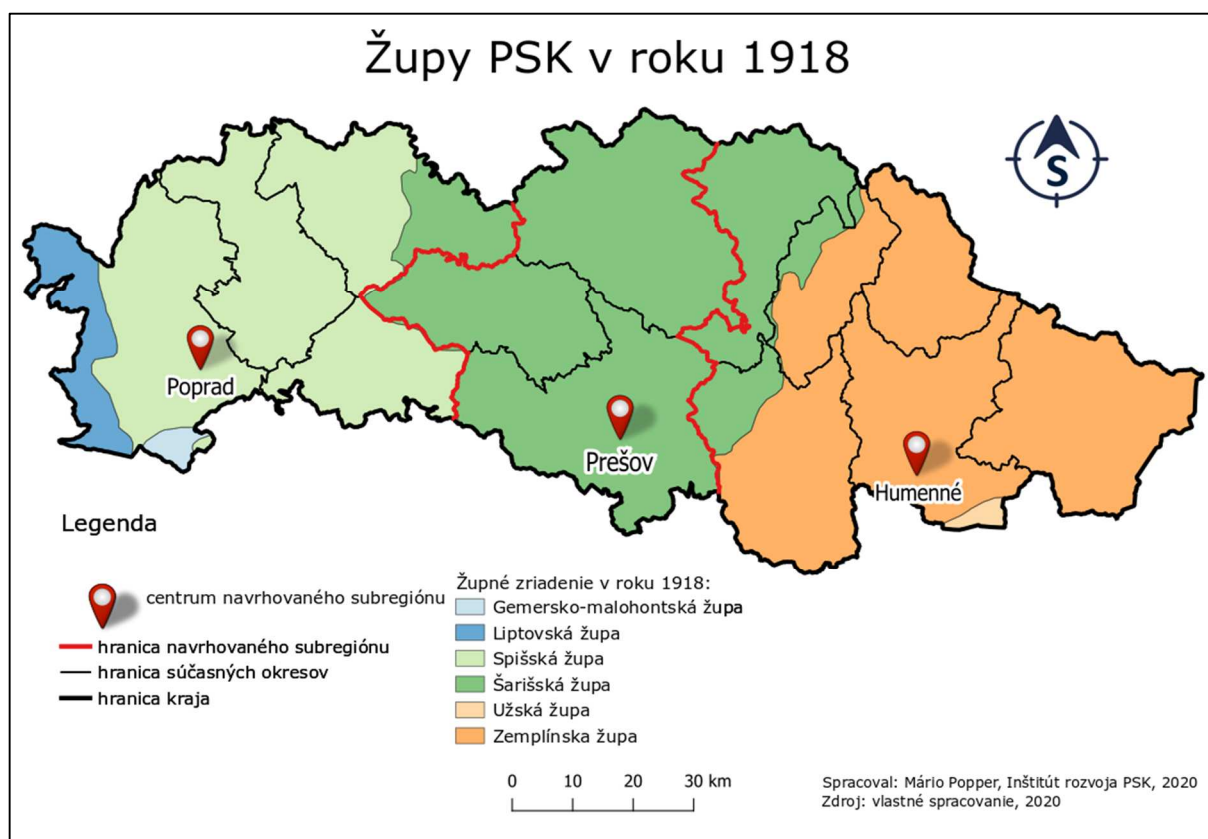 Župy PSK v roku 1918
S
Poprad
Prešov
Humenné
Legenda
centrum navrhovaného subregiónu
hranica navrhovaného subregiónu
hranica súčasných okresov
hranica kraja
Župné zriadenie v roku 1918:
Gemersko-malohontská župa
Liptovská župa
Spišská župa
Šarišská župa
Užská župa
Zemplínska župa
0 10 20 30 km
Spracoval: Mário Popper, Inštitút rozvoja PSK, 2020
Zdroj: vlastné spracovanie, 2020